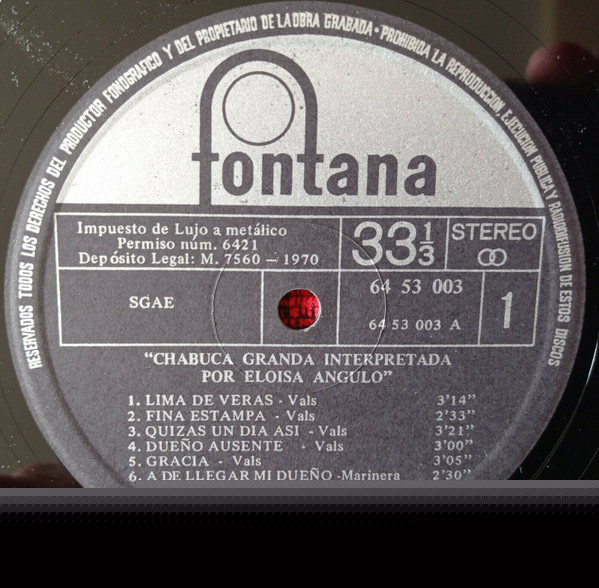 RESERVADOS TODOS LOS DERECHOS DEL PRODUCTOR FONOGRAFICO Y DEL PROPIETARIO DE LA OBRA GRABADA · PROHIBIDA LA REPRODUCCION, EJECUCION PUBLICA Y RADIODIFUSION DE ESTOS DISCOS
fontana
Impuesto de Lujo a metálico
Permiso núm. 6421
Depósito Legal: M. 7560 — 1970
33 1/3
STEREO
SGAE
64 53 003
64 53 003 A
1
“CHABUCA GRANDA INTERPRETADA
POR ELOISA ANGULO”
1. LIMA DE VERAS - Vals 3'14”
2. FINA ESTAMPA - Vals 2'33”
3. QUIZAS UN DIA ASI - Vals 3'21”
4. DUEÑO AUSENTE - Vals 3'00”
5. GRACIA - Vals 3'05”
6. A DE LLEGAR MI DUEÑO -Marinera 2'30”